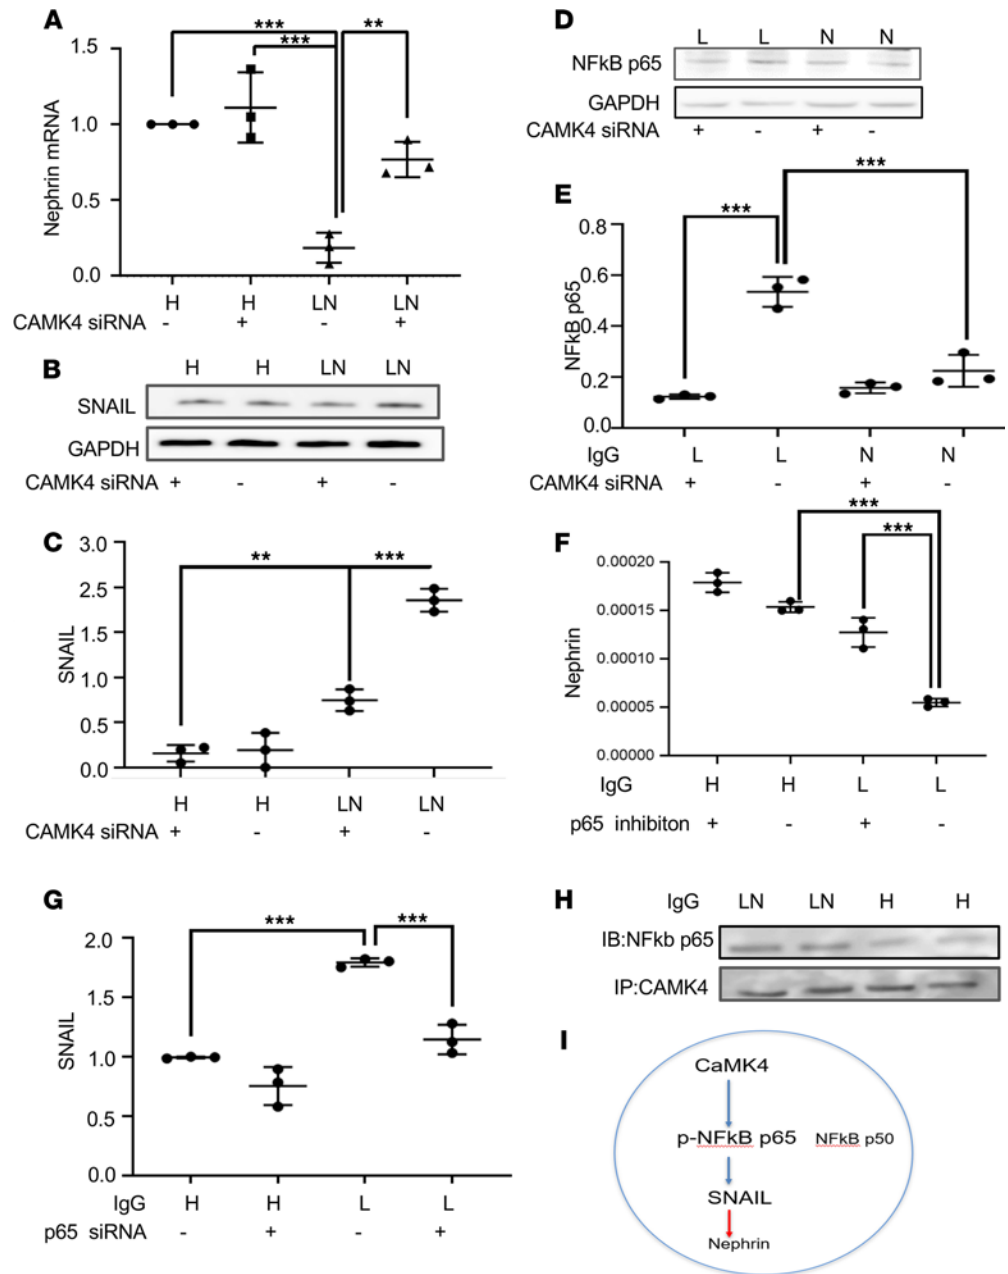 A
*** **
***
1.5
1.0
0.5
0.0
Nephrin mRNA
H H LN LN
CAMK4 siRNA - + - +
B
H H LN LN
SNAIL
GAPDH
CAMK4 siRNA + - + -
C
** ***
3.0
2.5
1.5
1.0
0.5
0.0
SNAIL
H H LN LN
CAMK4 siRNA + - + -
D
L L N N
NFkB p65
GAPDH
CAMK4 siRNA + - + -
E
***
***
0.8
0.6
0.4
0.2
0.0
NFkB p65
IgG L L N N
CAMK4 siRNA + - + -
F
***
***
0.00020
0.00015
0.00010
0.00005
0.00000
Nephrin
IgG H H L L
p65 inhibiton + - + -
G
*** ***
2.0
1.5
1.0
0.5
0.0
SNAIL
IgG H H L L
p65 siRNA - + - +
H
IgG LN LN H H
IB:NFkb p65
IP:CAMK4
I
CaMK4
p-NFkB p65 NFkB p50
SNAIL
Nephrin